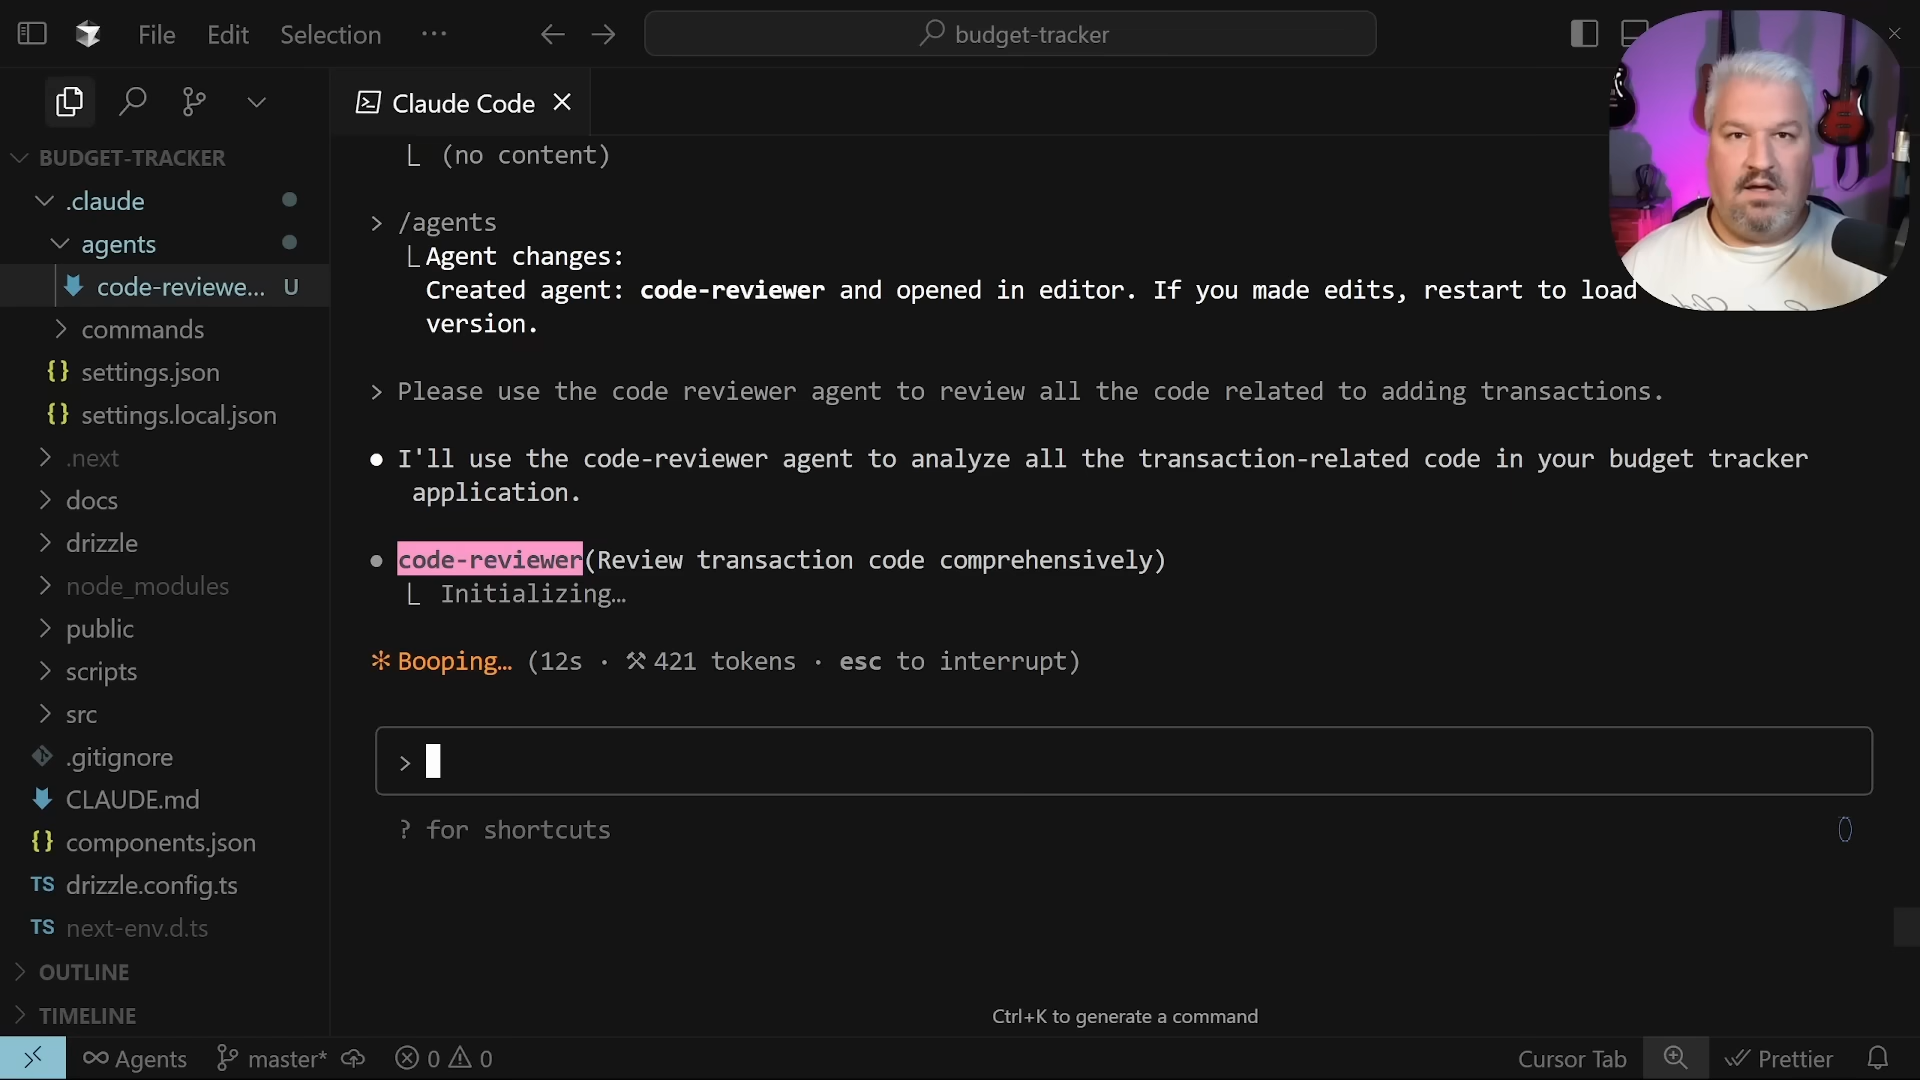 File Edit Selection ··· budget-tracker
Claude Code
BUDGET-TRACKER
.claude
agents
code-reviewe... U
commands
settings.json
settings.local.json
.next
docs
drizzle
node_modules
public
scripts
src
.gitignore
CLAUDE.md
components.json
TS drizzle.config.ts
TS next-env.d.ts
OUTLINE
TIMELINE
(no content)
> /agents
Agent changes:
Created agent: code-reviewer and opened in editor. If you made edits, restart to load
version.
> Please use the code reviewer agent to review all the code related to adding transactions.
● I'll use the code-reviewer agent to analyze all the transaction-related code in your budget tracker
application.
● code-reviewer(Review transaction code comprehensively)
Initializing…
Booping… (12s · 421 tokens · esc to interrupt)
>
? for shortcuts
Ctrl+K to generate a command
Agents master* 0 0 Cursor Tab Prettier